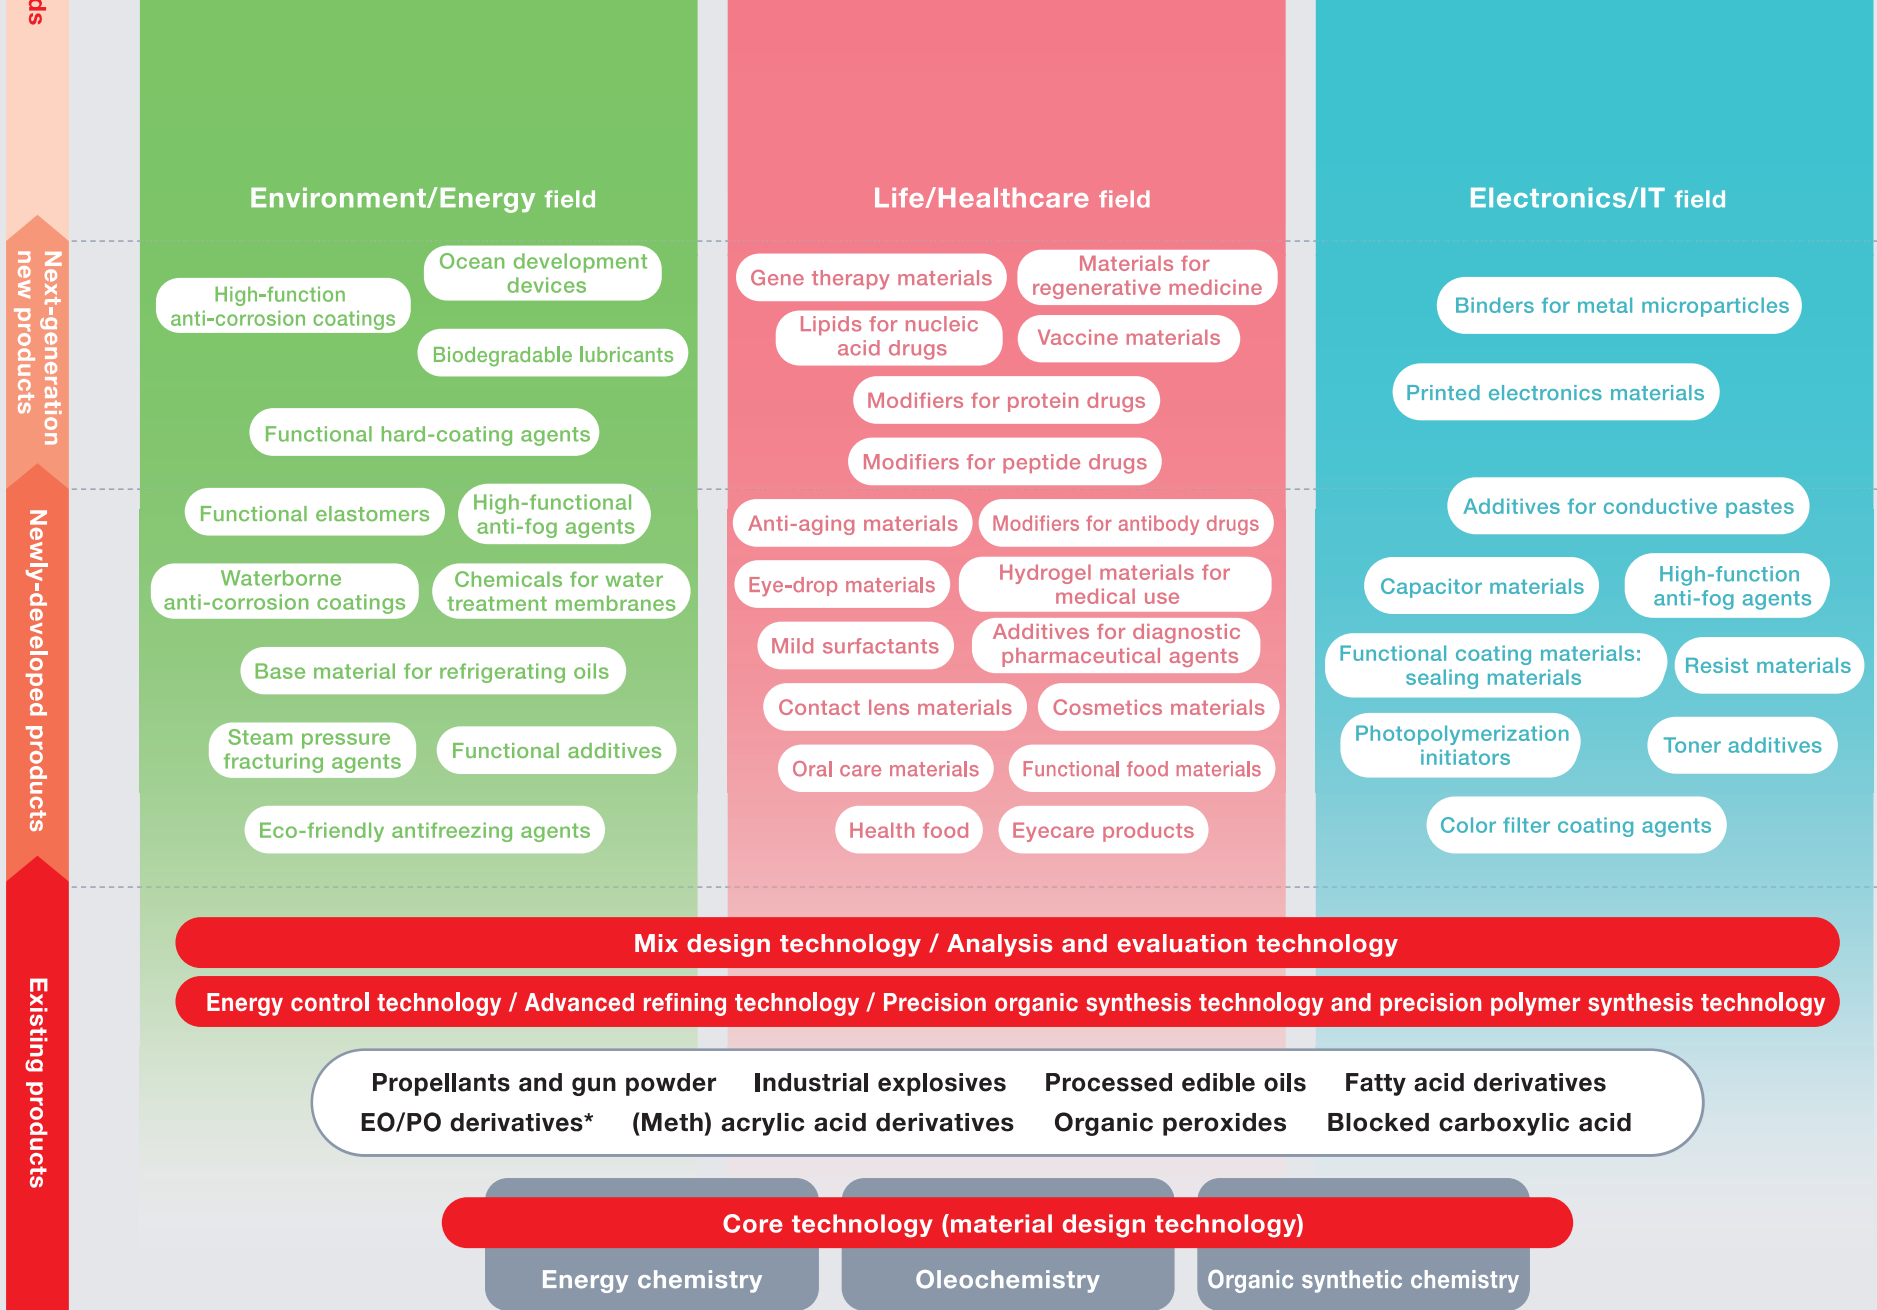 ds
Environment/Energy field
Life/Healthcare field
Electronics/IT field
Next-generation
new products
High-function
anti-corrosion coatings
Ocean development
devices
Biodegradable lubricants
Functional hard-coating agents
Gene therapy materials
Materials for
regenerative medicine
Lipids for nucleic
acid drugs
Vaccine materials
Modifiers for protein drugs
Modifiers for peptide drugs
Binders for metal microparticles
Printed electronics materials
Newly-developed products
Functional elastomers
High-functional
anti-fog agents
Waterborne
anti-corrosion coatings
Chemicals for water
treatment membranes
Base material for refrigerating oils
Steam pressure
fracturing agents
Functional additives
Eco-friendly antifreezing agents
Anti-aging materials
Modifiers for antibody drugs
Eye-drop materials
Hydrogel materials for
medical use
Mild surfactants
Additives for diagnostic
pharmaceutical agents
Contact lens materials
Cosmetics materials
Oral care materials
Functional food materials
Health food
Eyecare products
Additives for conductive pastes
Capacitor materials
High-function
anti-fog agents
Functional coating materials:
sealing materials
Resist materials
Photopolymerization
initiators
Toner additives
Color filter coating agents
Existing products
Mix design technology / Analysis and evaluation technology
Energy control technology / Advanced refining technology / Precision organic synthesis technology and precision polymer synthesis technology
Propellants and gun powder Industrial explosives Processed edible oils Fatty acid derivatives
EO/PO derivatives* (Meth) acrylic acid derivatives Organic peroxides Blocked carboxylic acid
Core technology (material design technology)
Energy chemistry
Oleochemistry
Organic synthetic chemistry